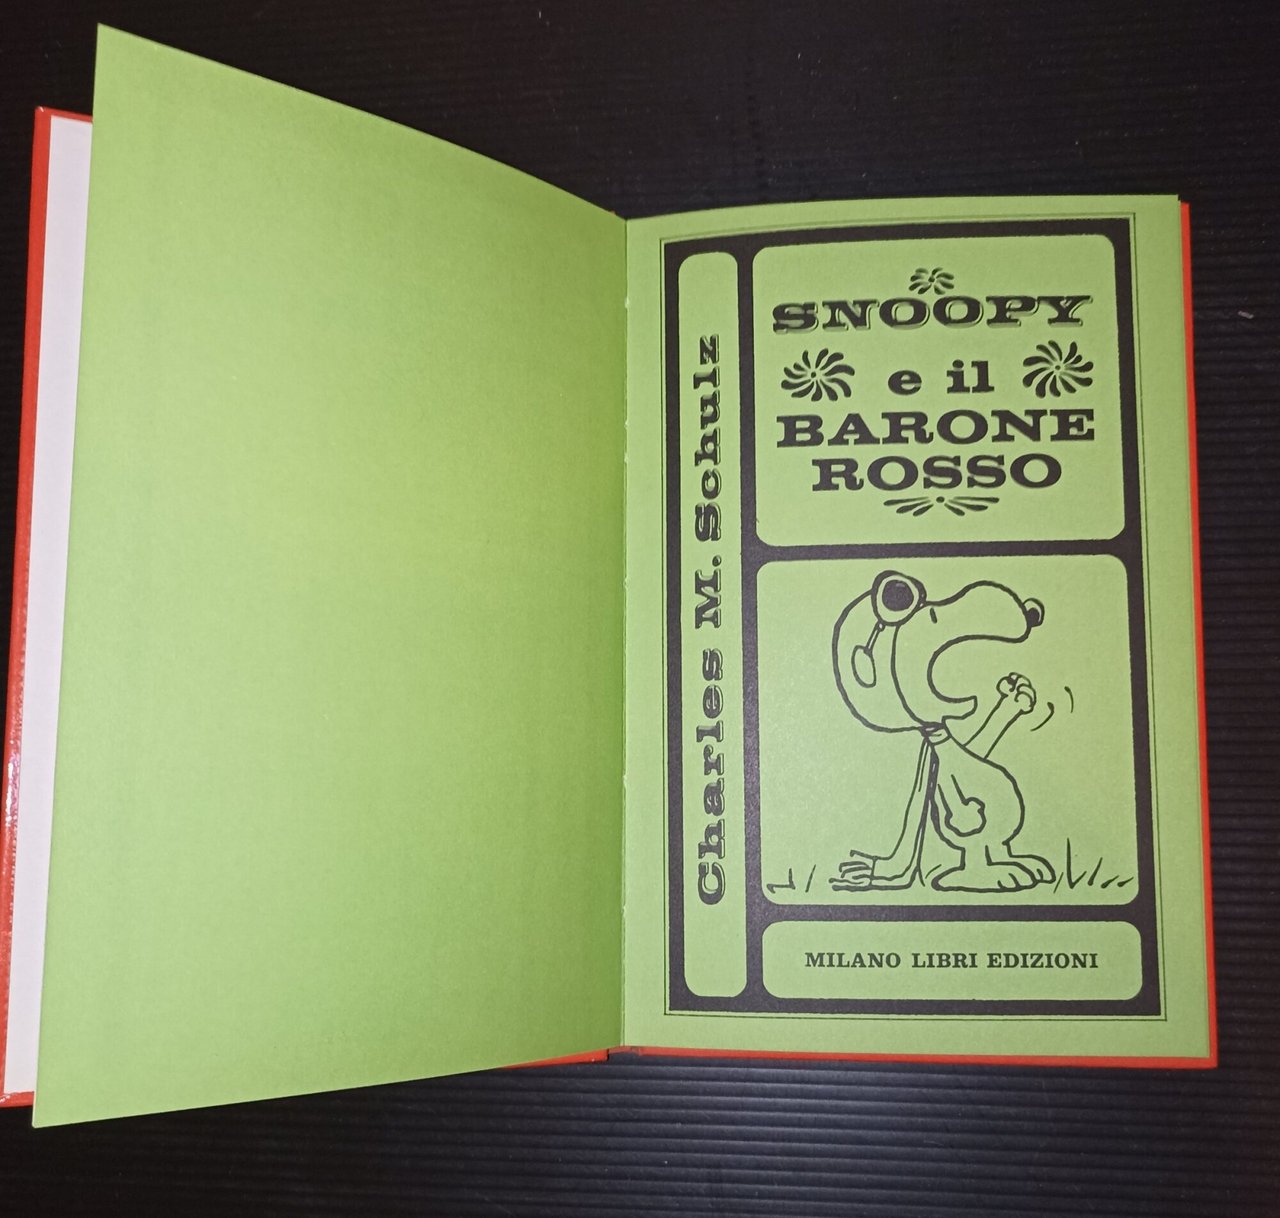 SNOOPY
e il
BARONE
ROSSO
Charles M. Schulz
MILANO LIBRI EDIZIONI